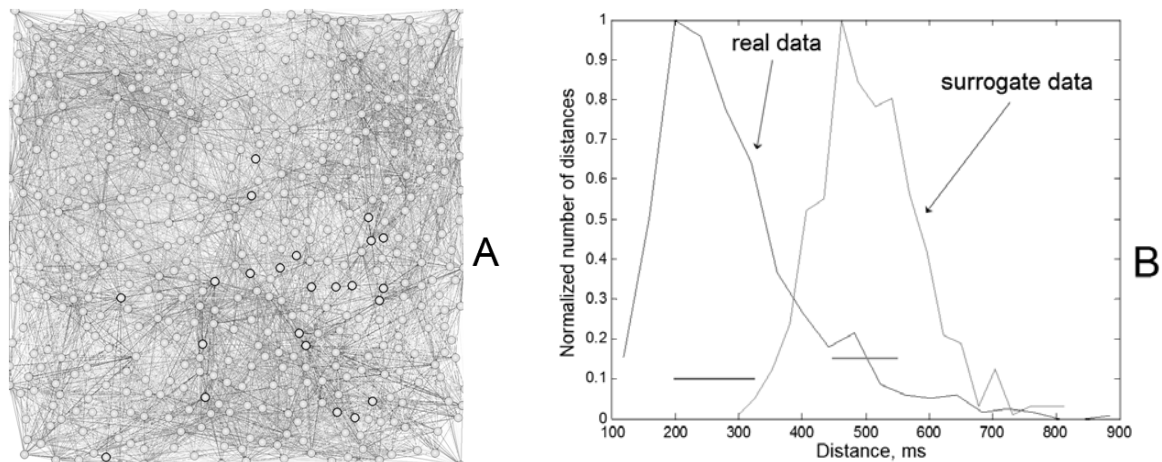 A
Normalized number of distances
1
0.9
0.8
0.7
0.6
0.5
0.4
0.3
0.2
0.1
0
real data
surrogate data
100 200 300 400 500 600 700 800 900
Distance, ms
B